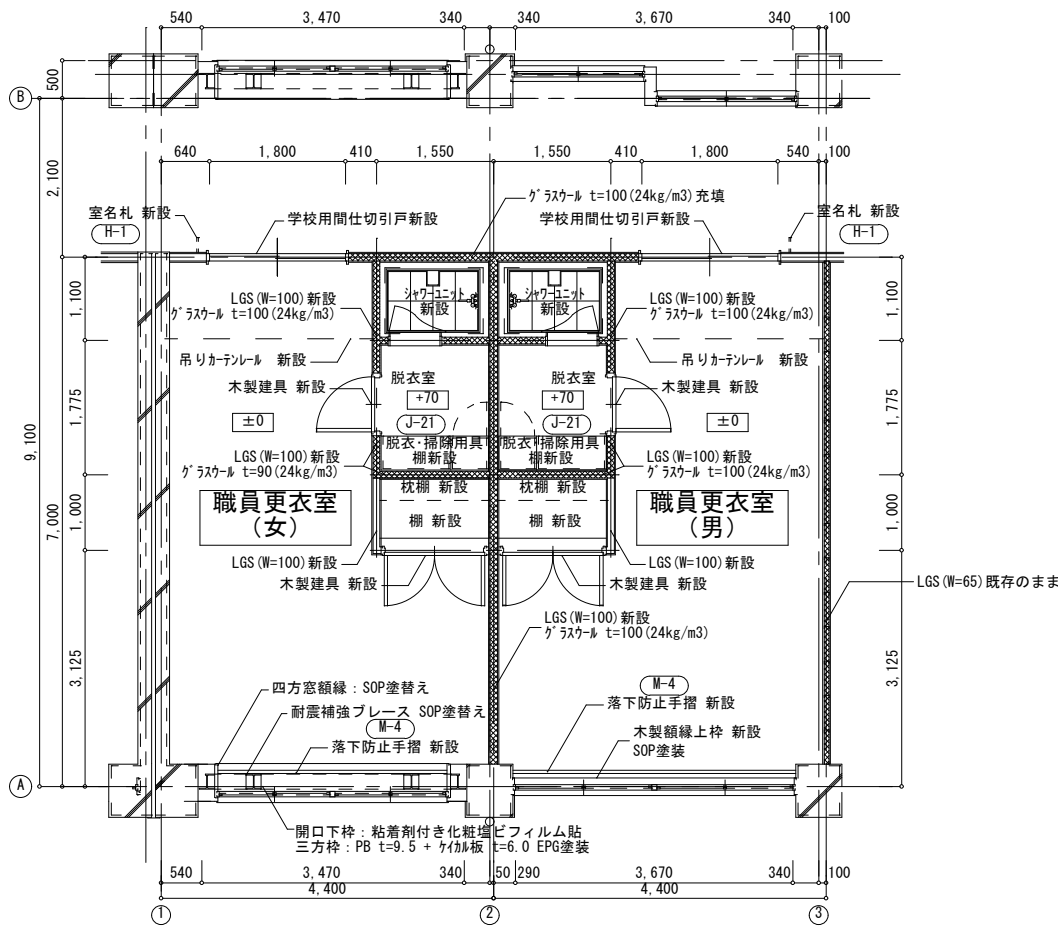 540
3,470
340
340
3,670
340
100
500
B
2,100
640
1,800
410
1,550
1,550
410
1,800
540
100
グラスウール t=100(24kg/m3)充填
室名札 新設
H-1
学校用間仕切引戸新設
学校用間仕切引戸新設
室名札 新設
H-1
1,100
LGS(W=100)新設
グラスウール t=100(24kg/m3)
シャワーユニット
新設
シャワーユニット
新設
LGS(W=100)新設
グラスウール t=100(24kg/m3)
1,100
吊りカーテンレール 新設
吊りカーテンレール 新設
脱衣室
+70
J-21
脱衣室
+70
J-21
木製建具 新設
木製建具 新設
1,775
±0
±0
1,775
9,100
7,000
脱衣・掃除用具
棚新設
脱衣・掃除用具
棚新設
LGS(W=100)新設
グラスウール t=90(24kg/m3)
LGS(W=100)新設
グラスウール t=100(24kg/m3)
枕棚 新設
枕棚 新設
1,000
職員更衣室
(女)
棚 新設
棚 新設
職員更衣室
(男)
1,000
LGS(W=100)新設
LGS(W=100)新設
木製建具 新設
木製建具 新設
LGS(W=65)既存のまま
LGS(W=100)新設
グラスウール t=100(24kg/m3)
3,125
3,125
四方窓額縁：SOP塗替え
耐震補強ブレース SOP塗替え
M-4
落下防止手摺 新設
M-4
落下防止手摺 新設
木製額縁上枠 新設
SOP塗装
A
開口下枠：粘着剤付き化粧塩ビフィルム貼
三方枠：PB t=9.5 + ケイカル板 t=6.0 EPG塗装
540
3,470
340
50
290
3,670
340
100
4,400
4,400
1
2
3